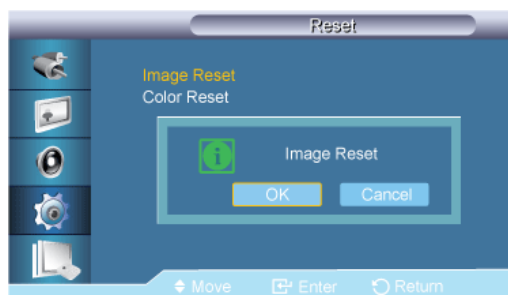 Reset
Image Reset
Color Reset
Image Reset
OK Cancel
Move Enter Return